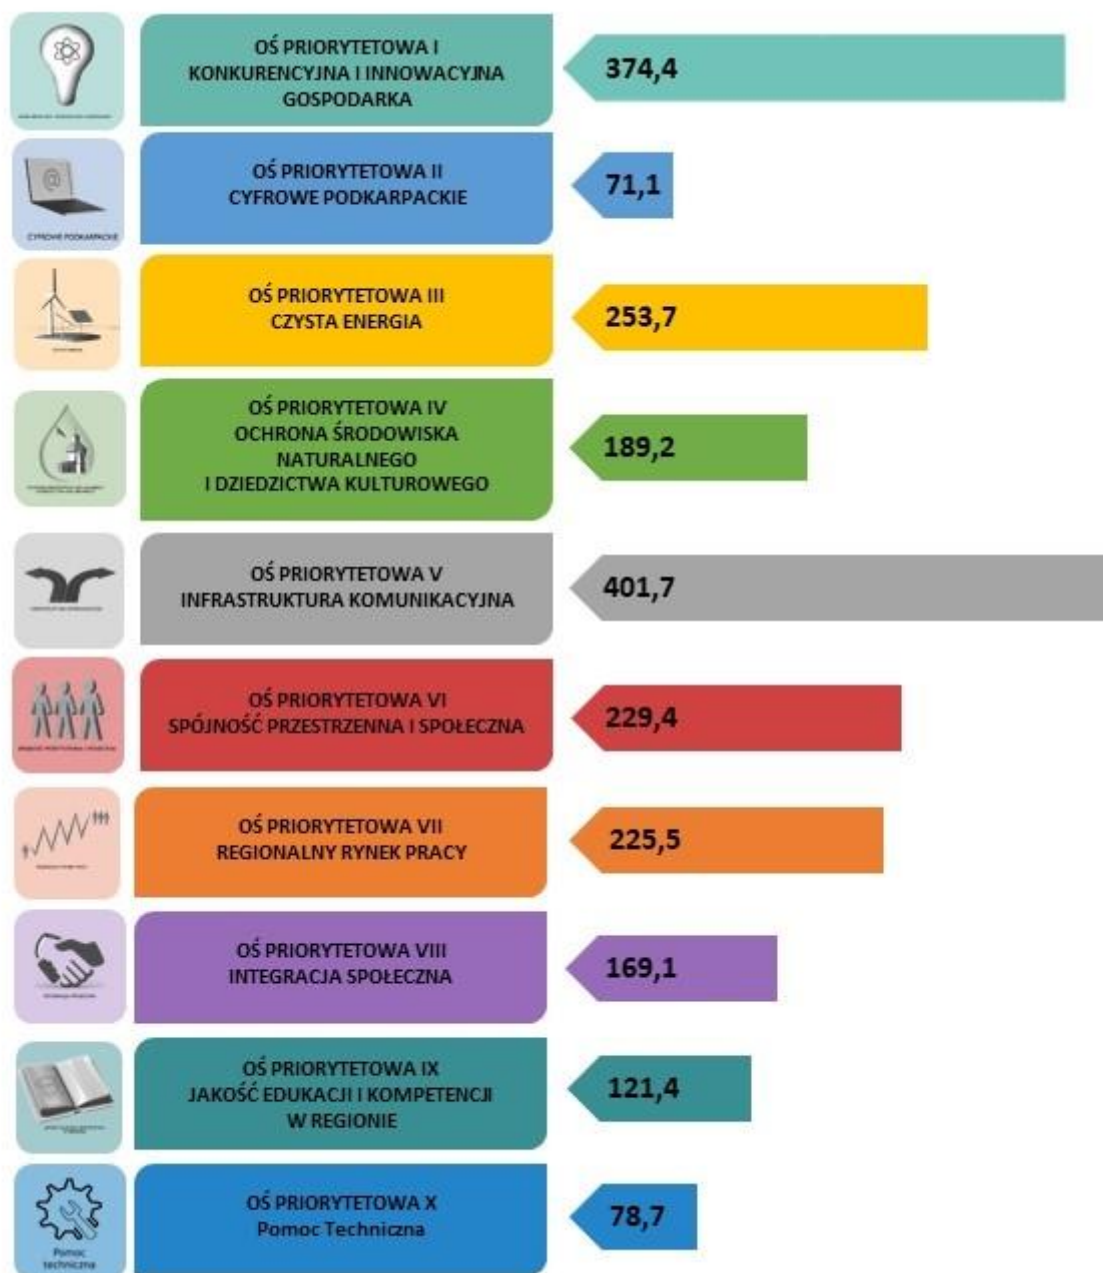 OŚ PRIORYTETOWA I
KONKURENCYJNA I INNOWACYJNA
GOSPODARKA
374,4
OŚ PRIORYTETOWA II
CYFROWE PODKARPACKIE
71,1
CYFROWE PODKARPACKIE
OŚ PRIORYTETOWA III
CZYSTA ENERGIA
253,7
OŚ PRIORYTETOWA IV
OCHRONA ŚRODOWISKA
NATURALNEGO
I DZIEDZICTWA KULTUROWEGO
189,2
OŚ PRIORYTETOWA V
INFRASTRUKTURA KOMUNIKACYJNA
401,7
OŚ PRIORYTETOWA VI
SPÓJNOŚĆ PRZESTRZENNA I SPOŁECZNA
229,4
OŚ PRIORYTETOWA VII
REGIONALNY RYNEK PRACY
225,5
OŚ PRIORYTETOWA VIII
INTEGRACJA SPOŁECZNA
169,1
OŚ PRIORYTETOWA IX
JAKOŚĆ EDUKACJI I KOMPETENCJI
W REGIONIE
121,4
OŚ PRIORYTETOWA X
Pomoc Techniczna
78,7
Pomoc
techniczna